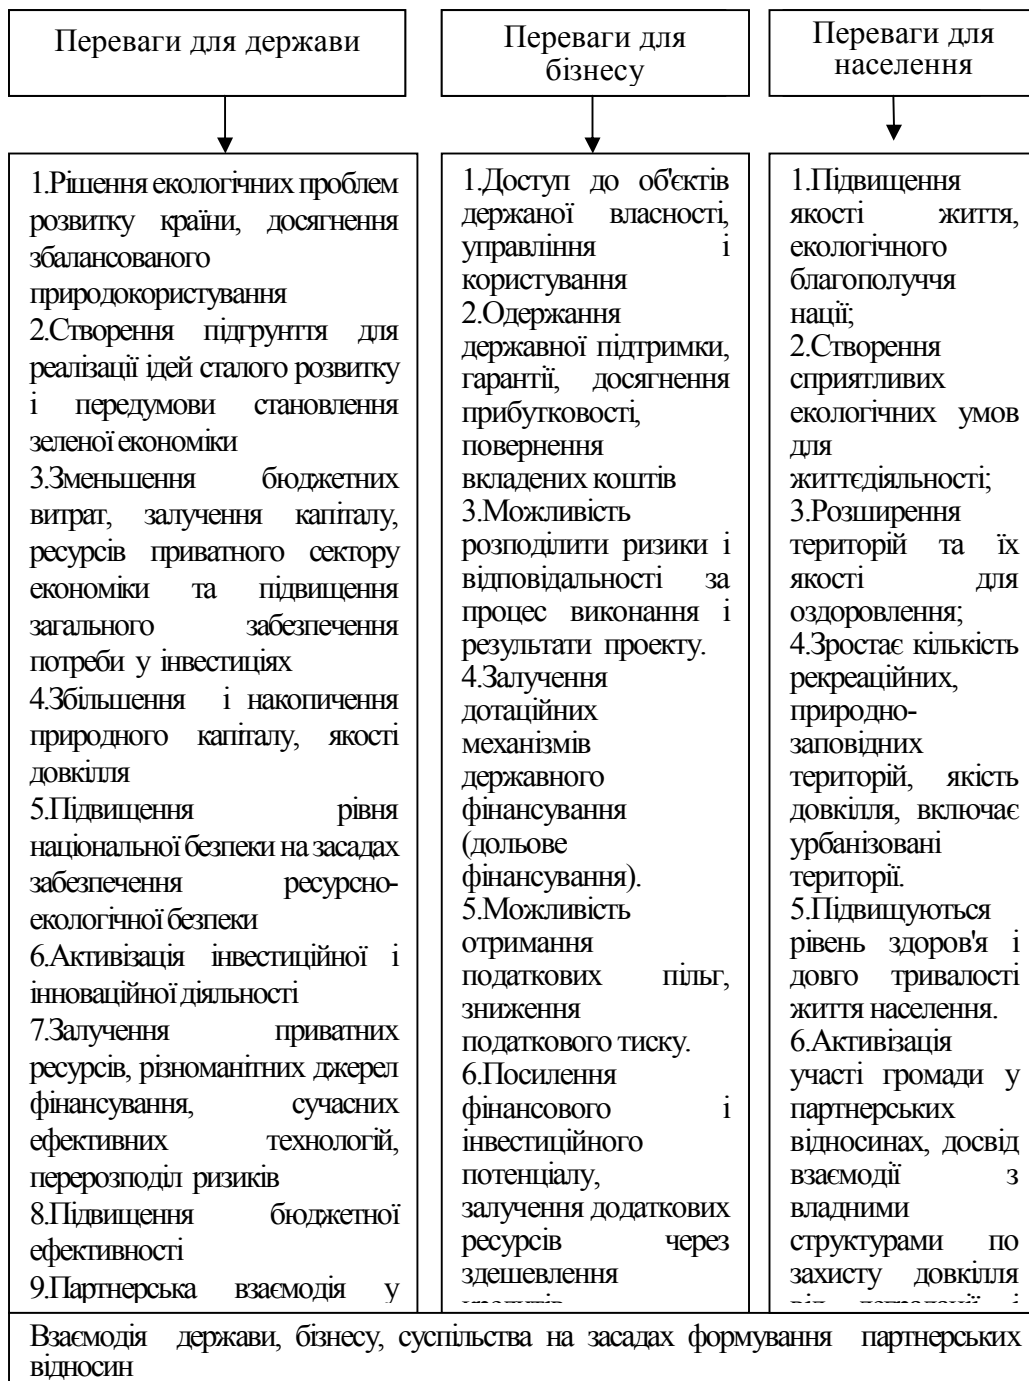 Переваги для держави
Переваги для
бізнесу
Переваги для
населення
1.Рішення екологічних проблем
розвитку країни, досягнення
збалансованого
природокористування
2.Створення підгрунття для
реалізації ідей сталого розвитку
і передумови становлення
зеленої економіки
3.Зменьшення бюджетних
витрат, залучення капіталу,
ресурсів приватного сектору
економіки та підвищення
загального забезпечення
потреби у інвестиціях
4.Збільшення і накопичення
природного капіталу, якості
довкілля
5.Підвищення рівня
національної безпеки на засадах
забезпечення ресурсно-
екологічної безпеки
6.Активізація інвестиційної і
інноваційної діяльності
7.Залучення приватних
ресурсів, різноманітних джерел
фінансування, сучасних
ефективних технологій,
перерозподіл ризиків
8.Підвищення бюджетної
ефективності
9.Партнерська взаємодія у
1.Доступ до об'єктів
держаної власності,
управління і
користування
2.Одержання
державної підтримки,
гарантії, досягнення
прибутковості,
повернення
вкладених коштів
3.Можливість
розподілити ризики і
відповідальності за
процес виконання і
результати проекту.
4.Залучення
дотаційних
механізмів
державного
фінансування
(дольове
фінансування).
5.Можливість
отримання
податкових пільг,
зниження
податкового тиску.
6.Посилення
фінансового і
інвестиційного
потенціалу,
залучення додаткових
ресурсів через
здешевлення
кредитів
1.Підвищення
якості життя,
екологічного
благополуччя
нації;
2.Створення
сприятливих
екологічних умов
для
життєдіяльності;
3.Розширення
територій та їх
якості для
оздоровлення;
4.Зростає кількість
рекреаційних,
природно-
заповідних
територій, якість
довкілля, включає
урбанізовані
території.
5.Підвищуються
рівень здоров'я і
довго тривалості
життя населення.
6.Активізація
участі громади у
партнерських
відносинах, досвід
взаємодії з
владними
структурами по
захисту довкілля
від деградації і
Взаємодія держави, бізнесу, суспільства на засадах формування партнерських
відносин